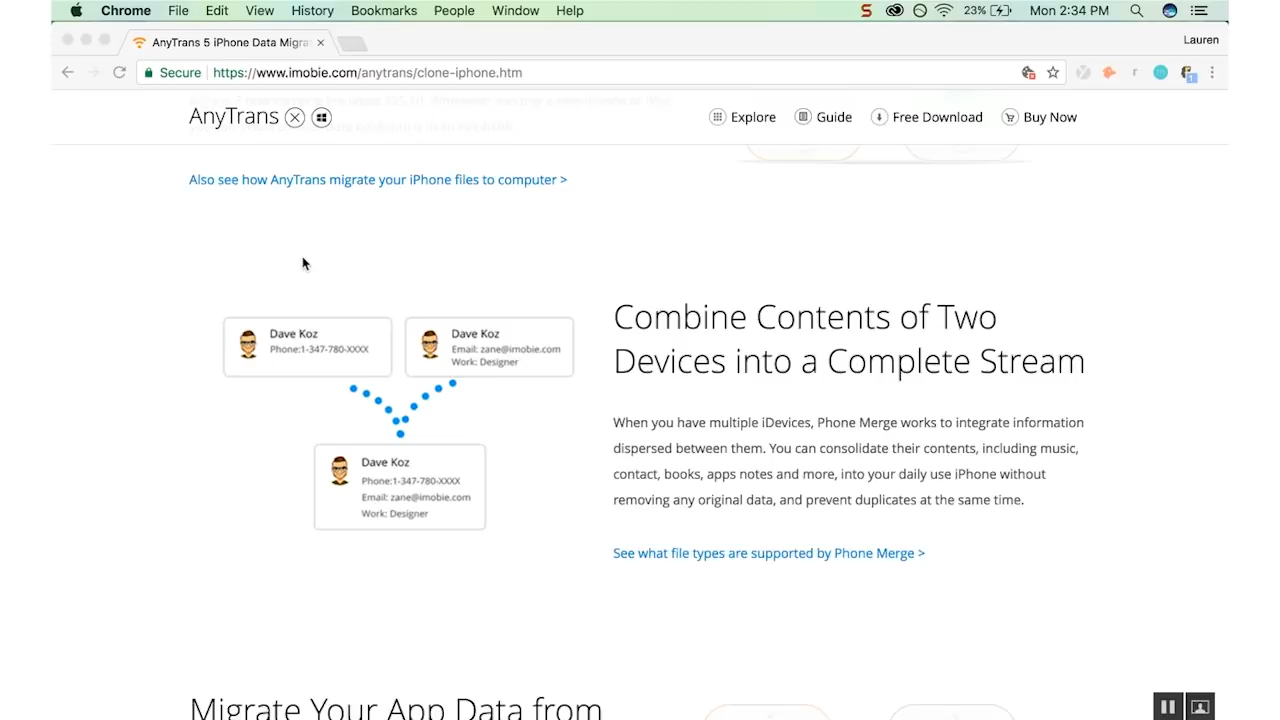 Chrome File Edit View History Bookmarks People Window Help 23% Mon 2:34 PM
AnyTrans 5 iPhone Data Migra Lauren
Secure https://www.imobie.com/anytrans/clone-iphone.htm
AnyTrans Explore Guide Free Download Buy Now
Also see how AnyTrans migrate your iPhone files to computer >
Dave Koz
Phone:1-347-780-XXXX
Dave Koz
Email: zane@imobie.com
Work: Designer
Dave Koz
Phone:1-347-780-XXXX
Email: zane@imobie.com
Work: Designer
Combine Contents of Two
Devices into a Complete Stream
When you have multiple iDevices, Phone Merge works to integrate information
dispersed between them. You can consolidate their contents, including music,
contact, books, apps notes and more, into your daily use iPhone without
removing any original data, and prevent duplicates at the same time.
See what file types are supported by Phone Merge >
Migrate Your App Data from